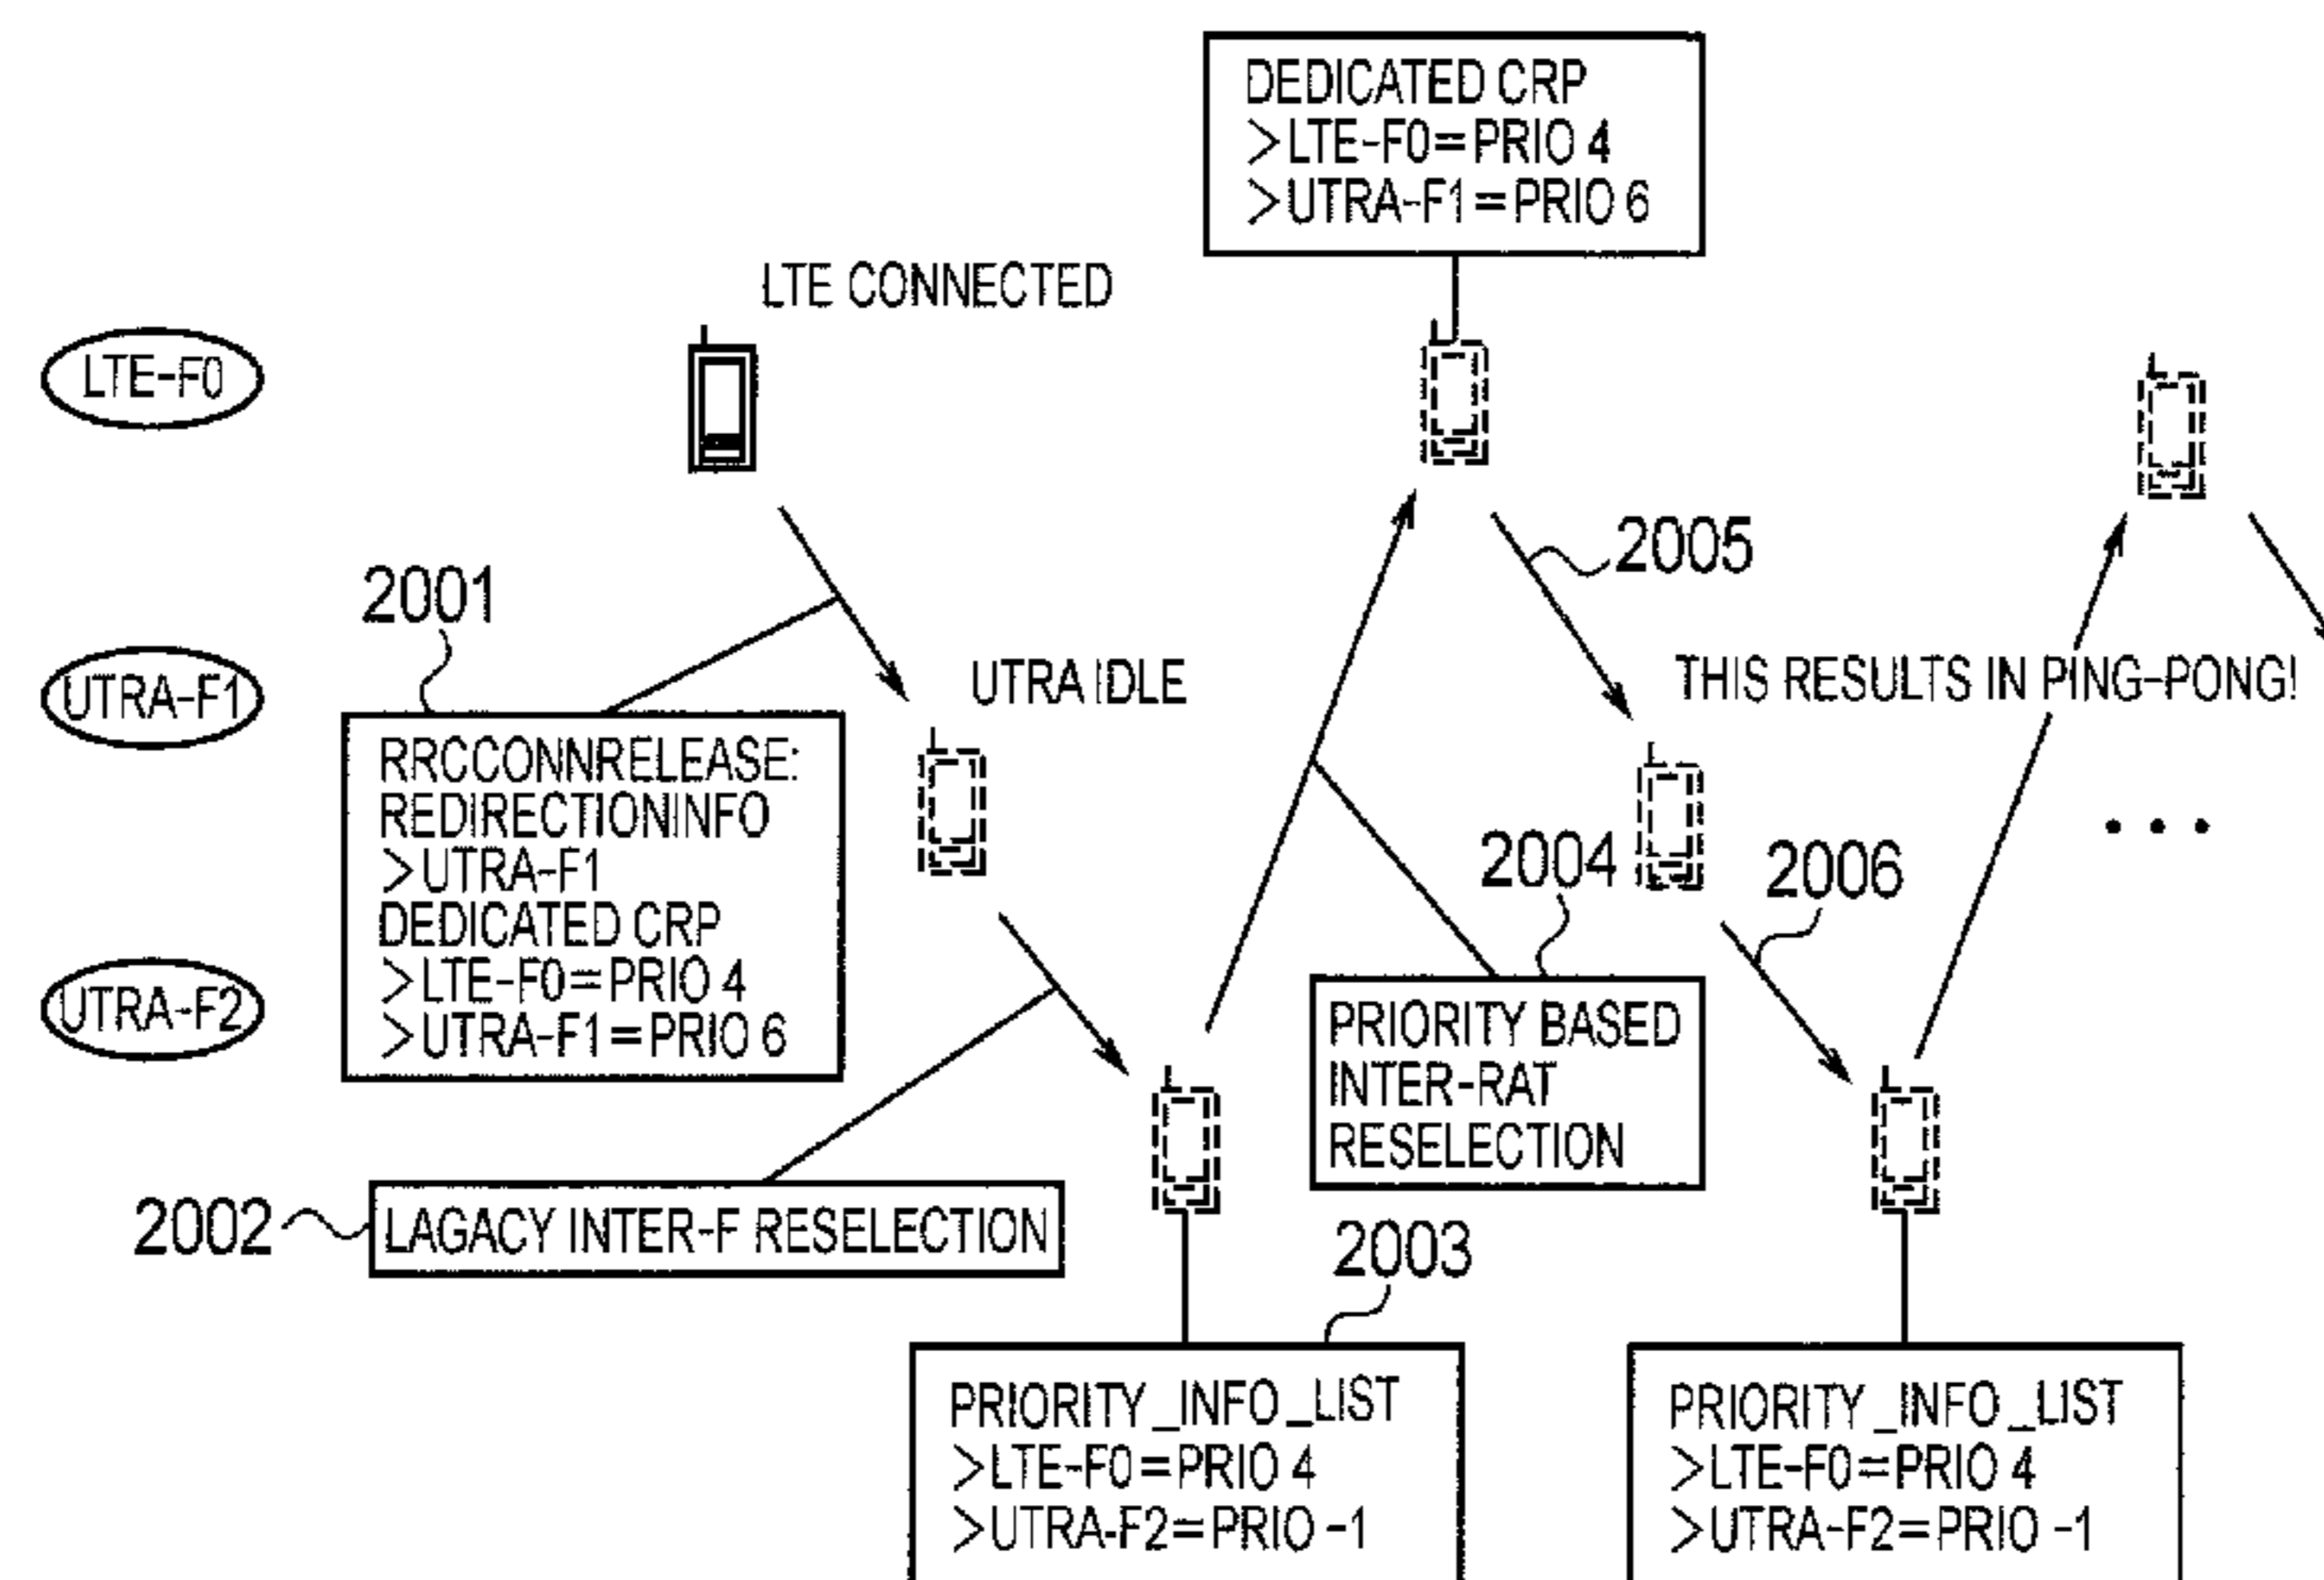 DEDICATED CRP
>LTE-F0=PRIO 4
>UTRA-F1=PRIO 6
LTE CONNECTED
LTE-F0
2005
2001
UTRA-F1
UTRA IDLE
THIS RESULTS IN PING-PONG!
RRCCONNRELEASE:
REDIRECTIONINFO
>UTRA-F1
DEDICATED CRP
>LTE-F0=PRIO 4
>UTRA-F1=PRIO 6
2004
2006
. . .
UTRA-F2
PRIORITY BASED
INTER-RAT
RESELECTION
2002
LAGACY INTER-F RESELECTION
2003
PRIORITY_INFO_LIST
>LTE-F0=PRIO 4
>UTRA-F2=PRIO -1
PRIORITY_INFO_LIST
>LTE-F0=PRIO 4
>UTRA-F2=PRIO -1